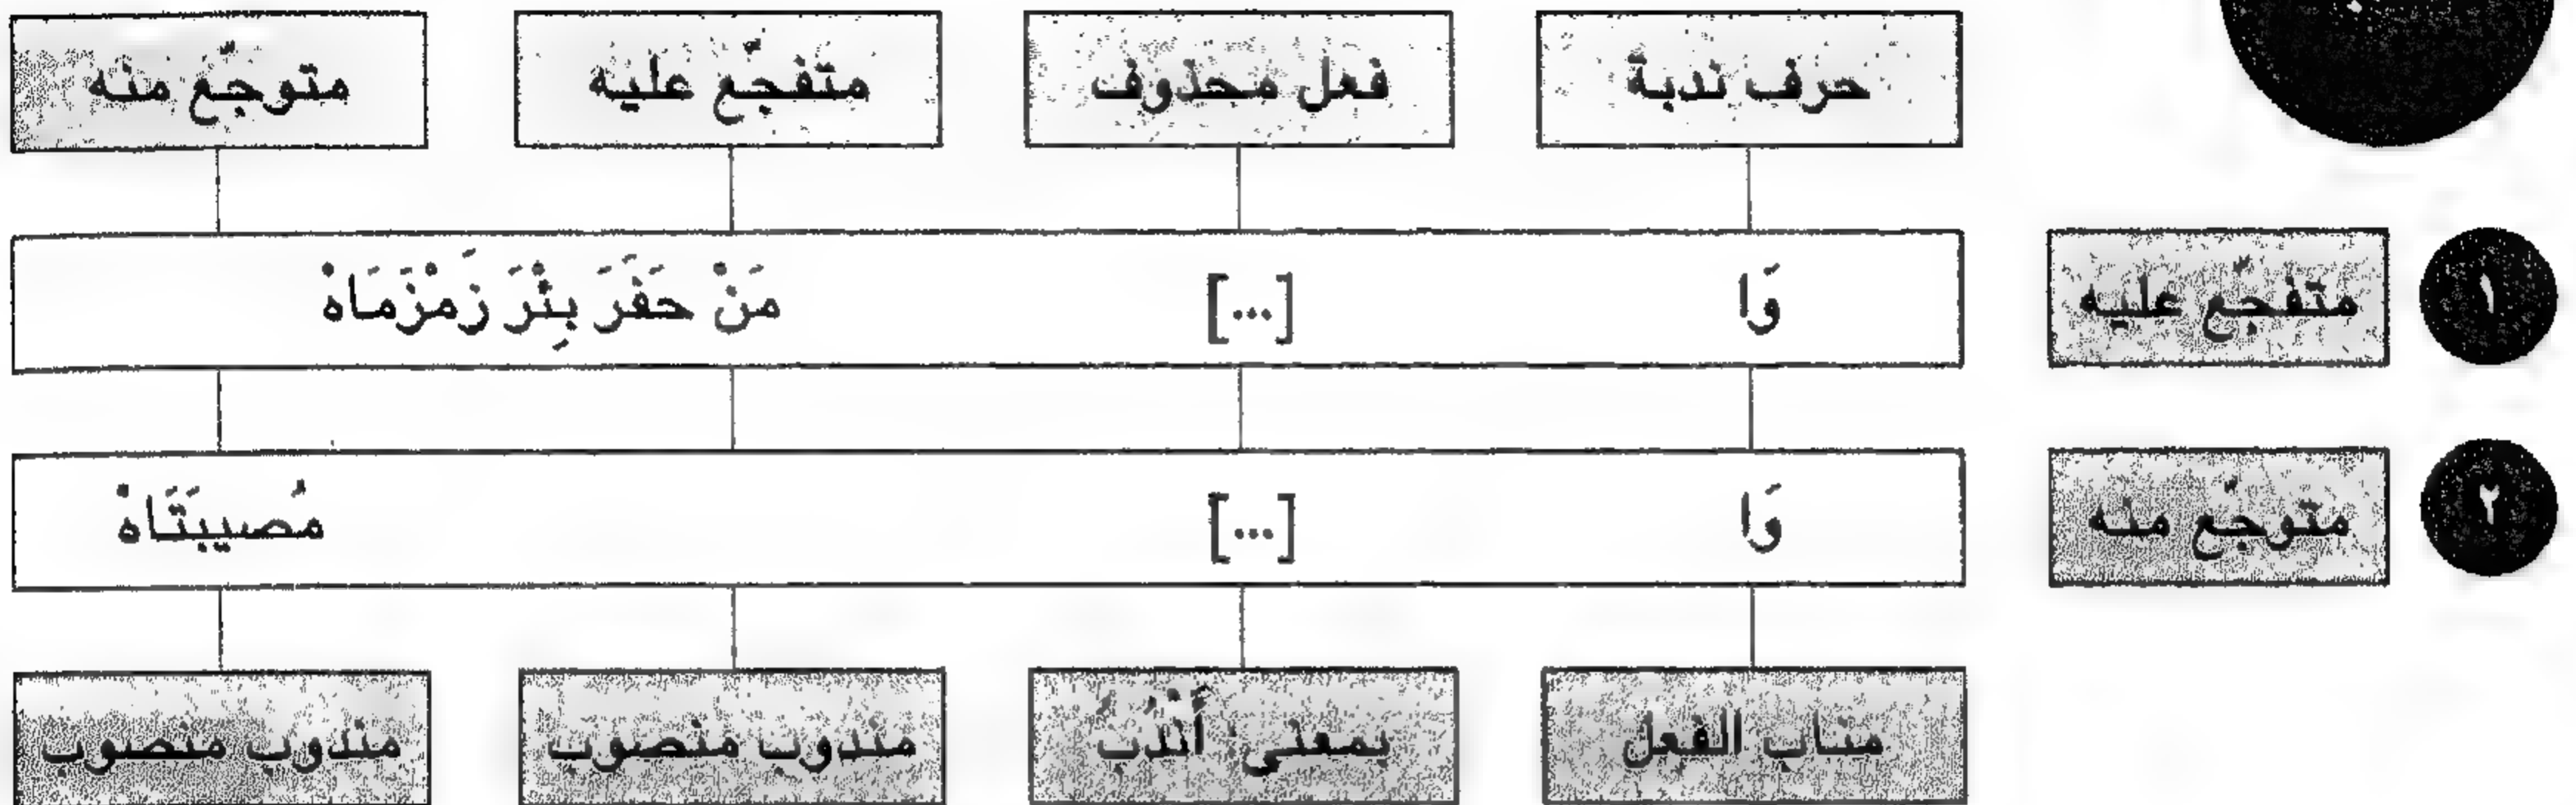 حرف ندبة فعل محذوف متفجّع عليه متوجّع منه
١ متفجّع عليه وَا [...] مَنْ حَفَرَ بِئْرَ زَمْزَمَاهْ
٢ متوجّع منه وَا [...] مُصيبَتَاهْ
مناب الفعل بمعنى أَنْدُبُ مندوب منصوب مندوب منصوب